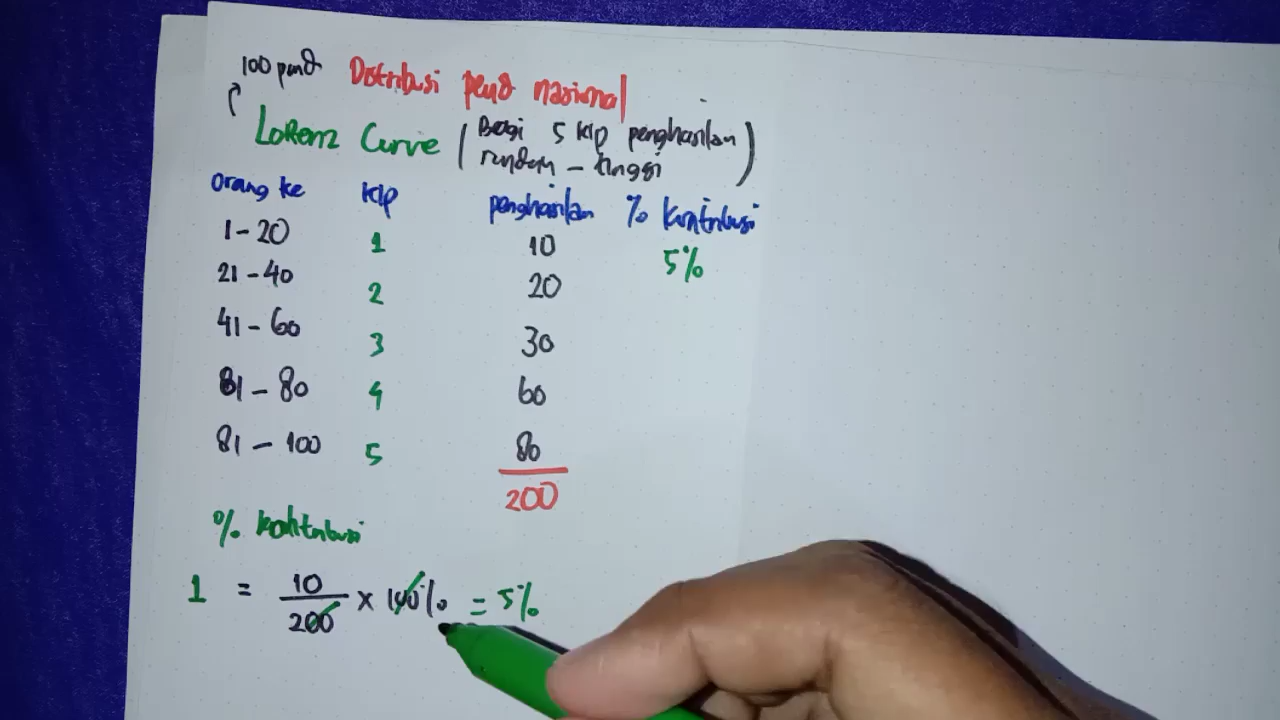 100 pend
Distribusi pend nasional
Lorenz Curve ( Bagi 5 Klp penghasilan
rendah - tinggi )
orang ke Klp penghasilan % Kontribusi
1 - 20 1 10 5%
21 - 40 2 20
41 - 60 3 30
81 - 80 4 60
81 - 100 5 80
200
% Kontribusi
1 = 10
200 x 100% = 5%